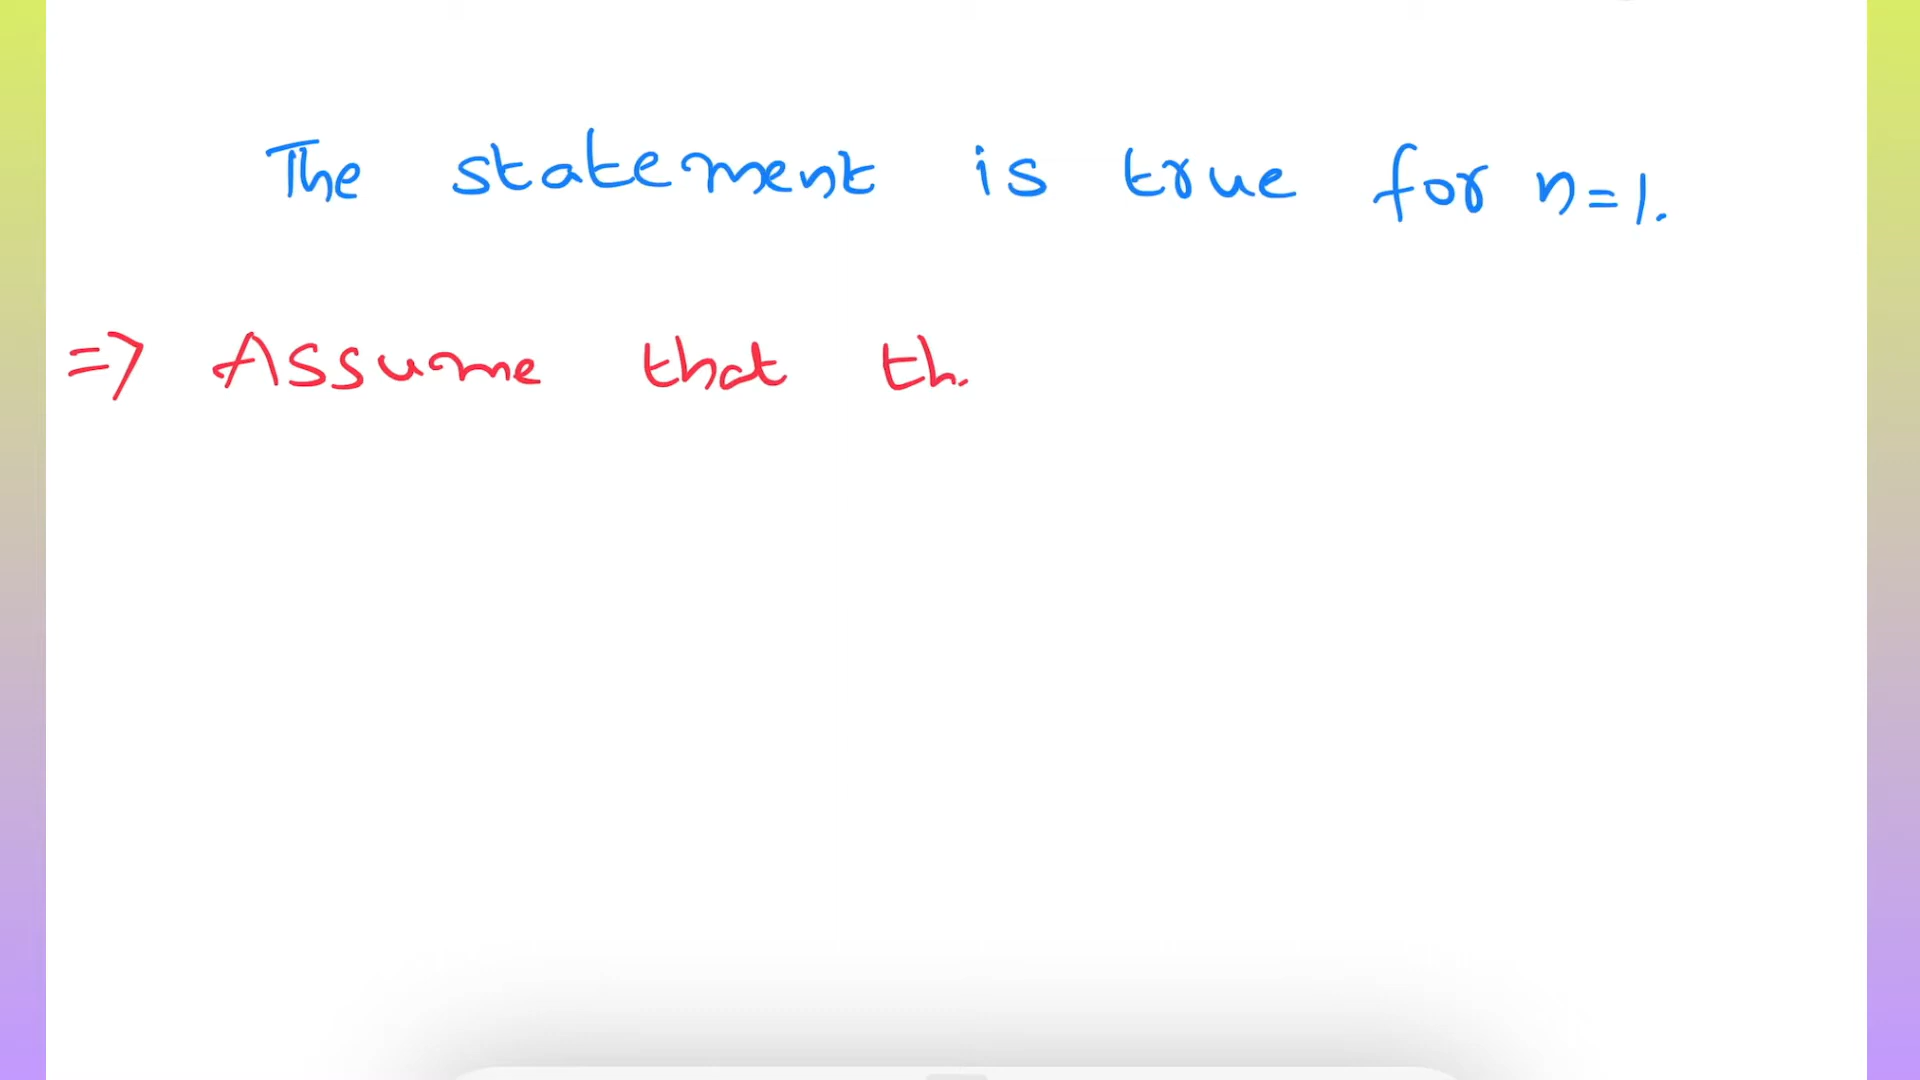 The statement is true for n=1.
=> Assume that th